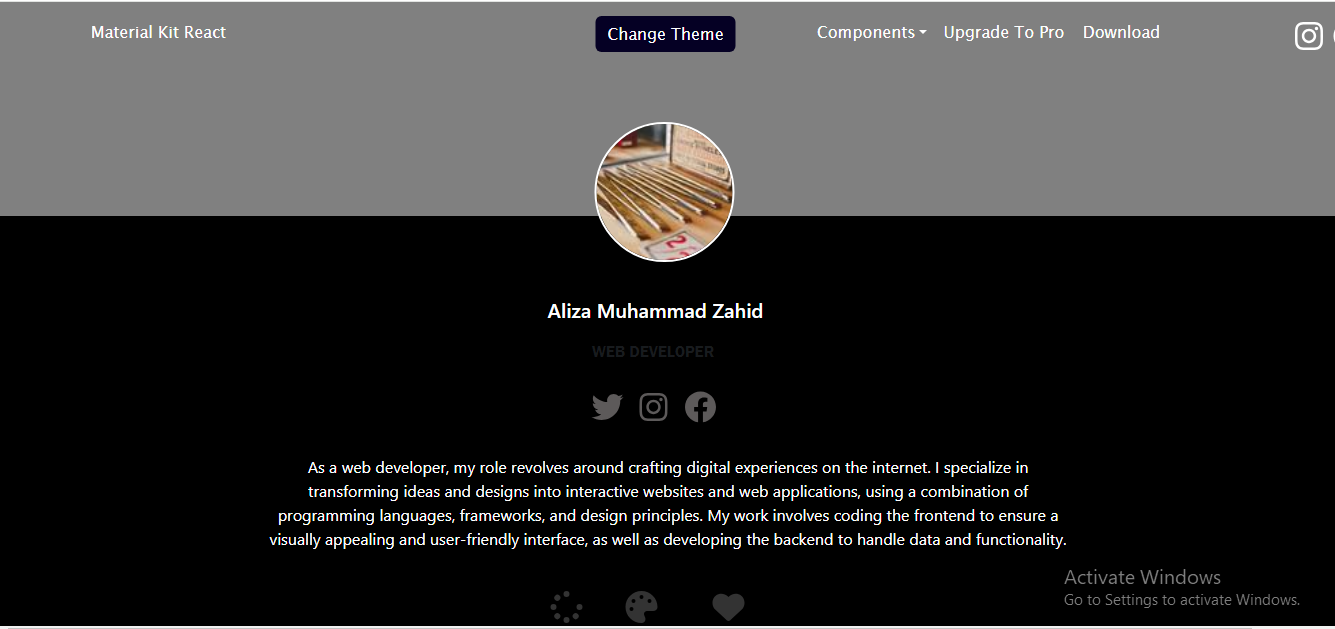 Material Kit React
Change Theme
Components
Upgrade To Pro
Download
Aliza Muhammad Zahid
WEB DEVELOPER
As a web developer, my role revolves around crafting digital experiences on the internet. I specialize in
transforming ideas and designs into interactive websites and web applications, using a combination of
programming languages, frameworks, and design principles. My work involves coding the frontend to ensure a
visually appealing and user-friendly interface, as well as developing the backend to handle data and functionality.
Activate Windows
Go to Settings to activate Windows.